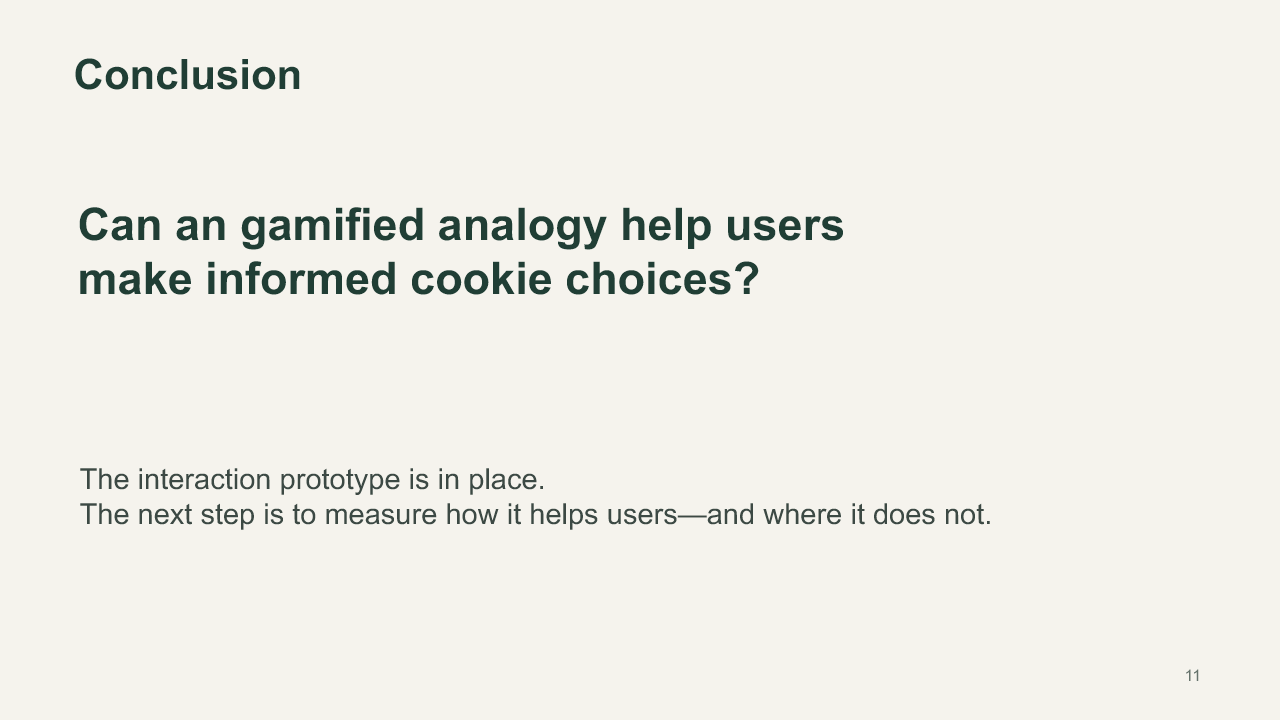 Conclusion
Can an gamified analogy help users
make informed cookie choices?
The interaction prototype is in place.
The next step is to measure how it helps users—and where it does not.
11